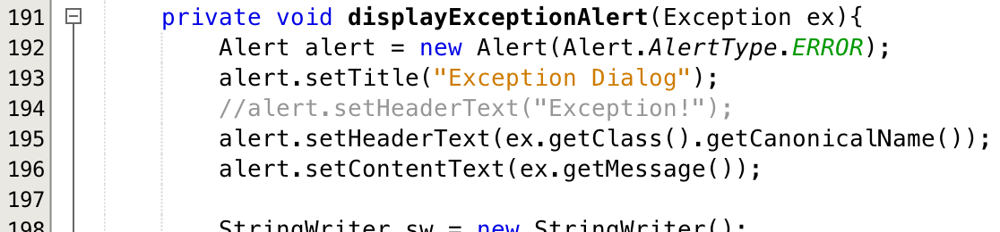 191 private void displayExceptionAlert(Exception ex){
192 Alert alert = new Alert(Alert.AlertType.ERROR);
193 alert.setTitle("Exception Dialog");
194 //alert.setHeaderText("Exception!");
195 alert.setHeaderText(ex.getClass().getCanonicalName());
196 alert.setContentText(ex.getMessage());
197
198 StringWriter sw = new StringWriter();